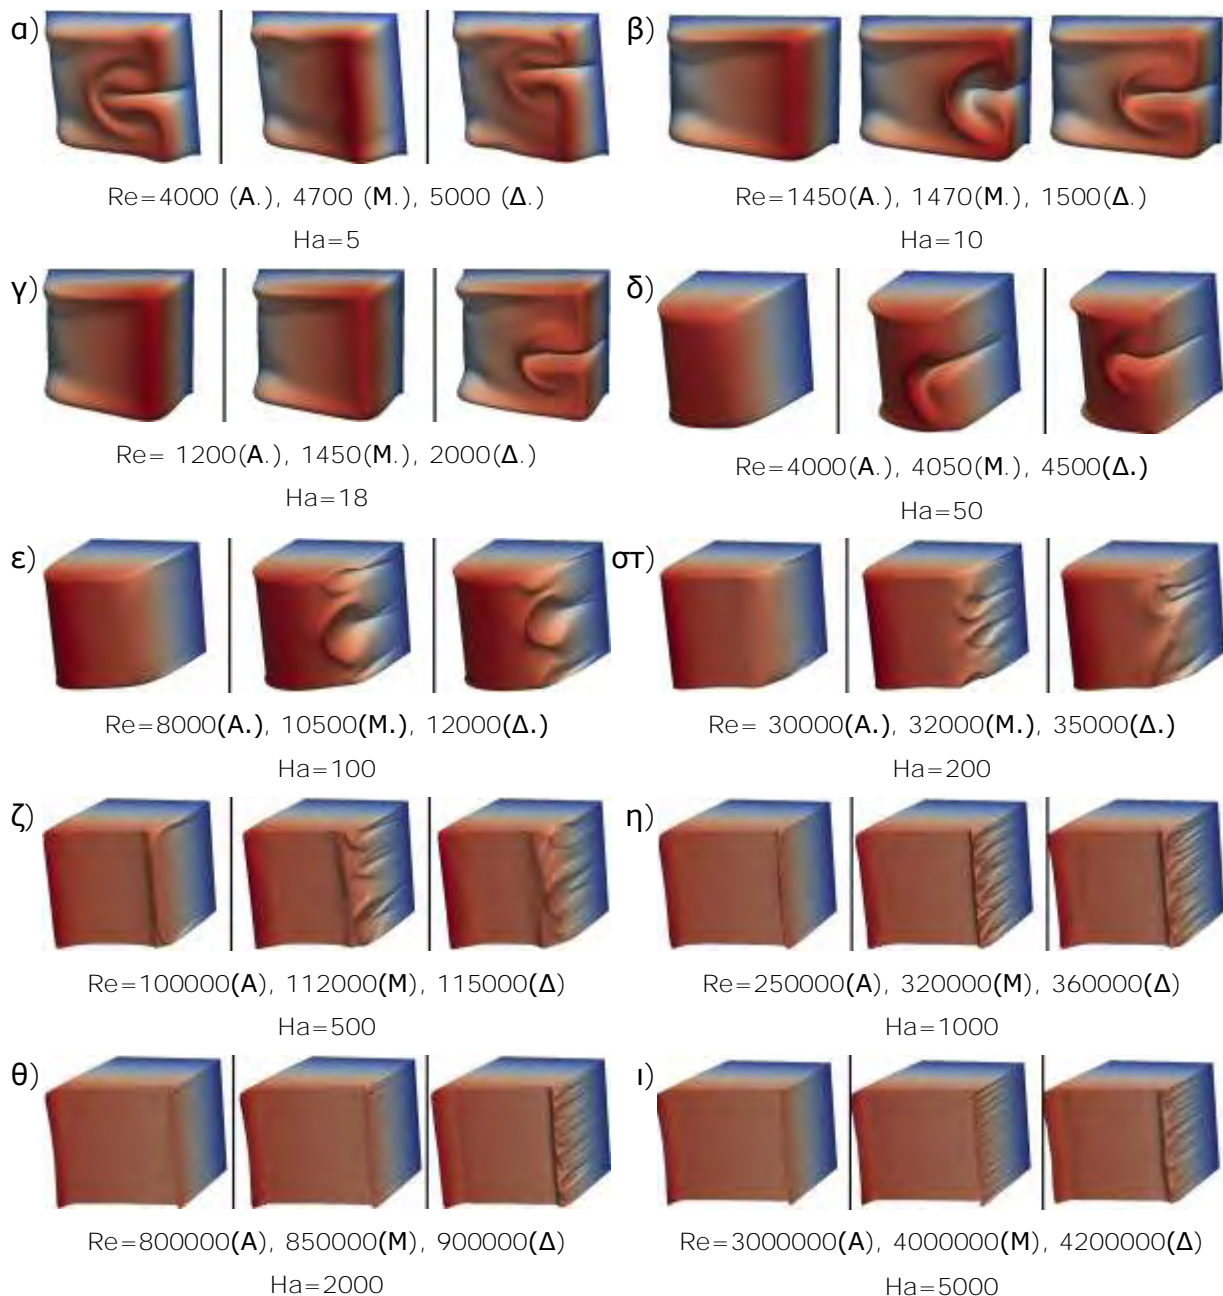 α)
Re=4000 (Α.), 4700 (Μ.), 5000 (Δ.)
Ha=5
β)
Re=1450(Α.), 1470(Μ.), 1500(Δ.)
Ha=10
γ)
Re= 1200(Α.), 1450(Μ.), 2000(Δ.)
Ha=18
δ)
Re=4000(Α.), 4050(Μ.), 4500(Δ.)
Ha=50
ε)
Re=8000(Α.), 10500(Μ.), 12000(Δ.)
Ha=100
στ)
Re= 30000(Α.), 32000(Μ.), 35000(Δ.)
Ha=200
ζ)
Re=100000(Α), 112000(Μ), 115000(Δ)
Ha=500
η)
Re=250000(Α), 320000(Μ), 360000(Δ)
Ha=1000
θ)
Re=800000(Α), 850000(Μ), 900000(Δ)
Ha=2000
ι)
Re=3000000(Α), 4000000(Μ), 4200000(Δ)
Ha=5000